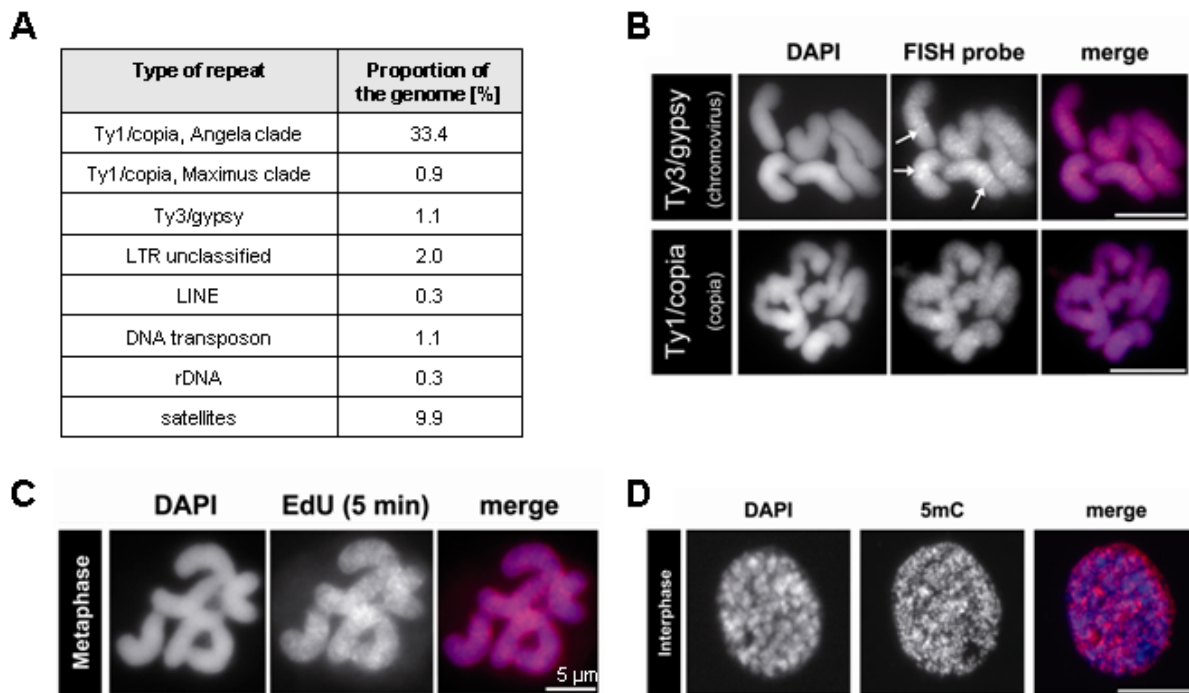 A
Type of repeat Proportion of the genome [%]
Ty1/copia, Angela clade 33.4
Ty1/copia, Maximus clade 0.9
Ty3/gypsy 1.1
LTR unclassified 2.0
LINE 0.3
DNA transposon 1.1
rDNA 0.3
satellites 9.9
B
DAPI FISH probe merge
Ty3/gypsy
(chromovirus)
Ty1/copia
(copia)
C
DAPI EdU (5 min) merge
Metaphase
5 µm
D
DAPI 5mC merge
Interphase